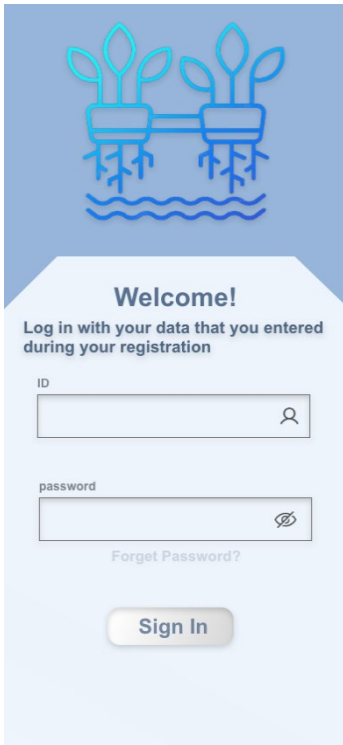 Welcome!
Log in with your data that you entered
during your registration
ID
password
Forget Password?
Sign In